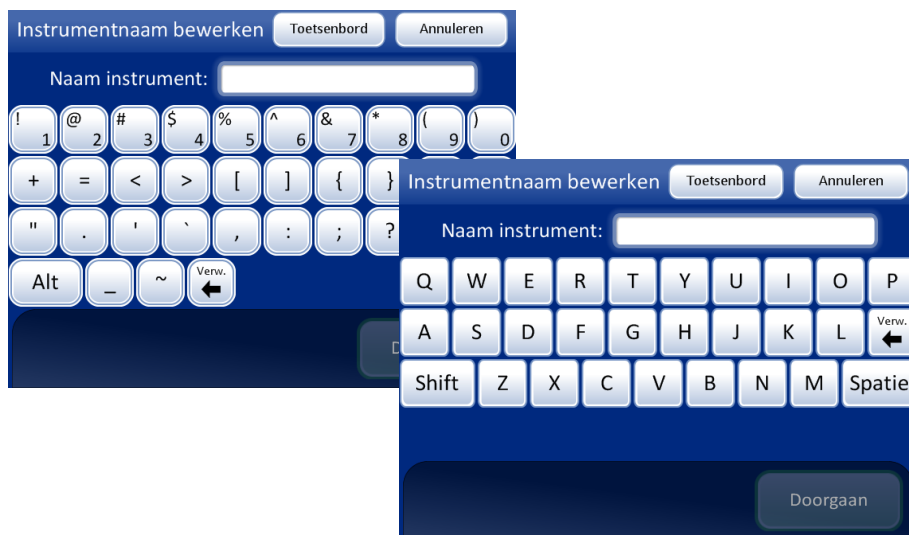 Instrumentnaam bewerken Toetsenbord Annuleren
Naam instrument:
! 1 @ 2 # 3 $ 4 % 5 ^ 6 & 7 * 8 ( 9 ) 0
+ = < > [ ] { }
" . ' ` , : ; ?
Alt _ ~ Verw.
Instrumentnaam bewerken Toetsenbord Annuleren
Naam instrument:
Q W E R T Y U I O P
A S D F G H J K L Verw.
Shift Z X C V B N M Spatie
Doorgaan